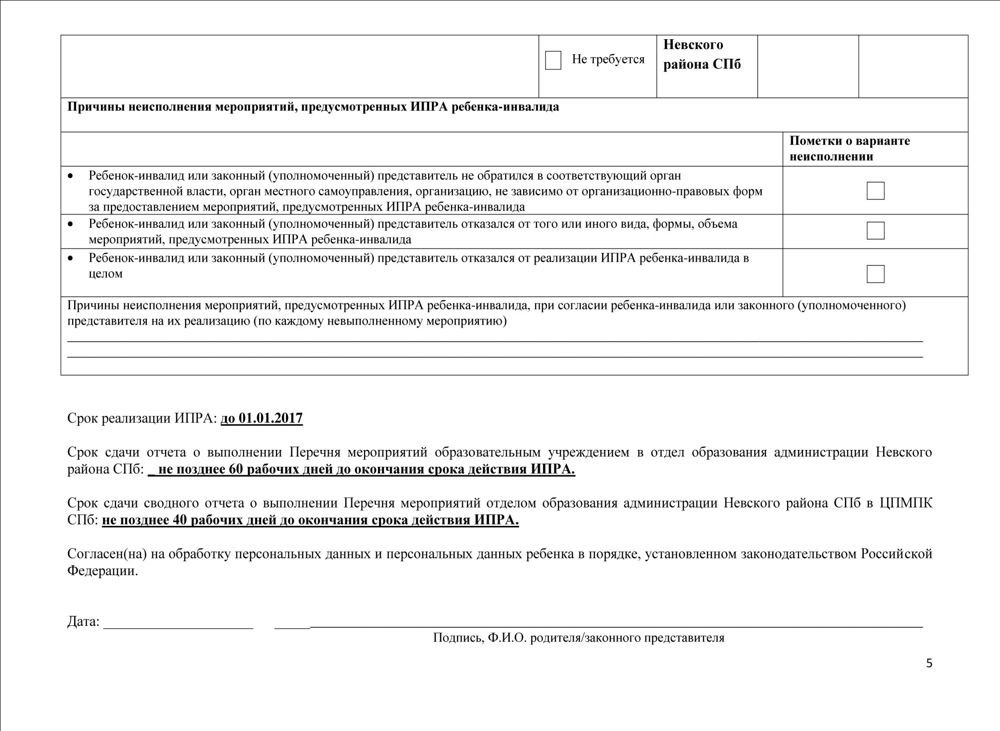 Не требуется
Невского
района СПб
Причины неисполнения мероприятий, предусмотренных ИПРА ребенка-инвалида
Пометки о варианте
неисполнении
• Ребенок-инвалид или законный (уполномоченный) представитель не обратился в соответствующий орган
государственной власти, орган местного самоуправления, организацию, не зависимо от организационно-правовых форм
за предоставлением мероприятий, предусмотренных ИПРА ребенка-инвалида
• Ребенок-инвалид или законный (уполномоченный) представитель отказался от того или иного вида, формы, объема
мероприятий, предусмотренных ИПРА ребенка-инвалида
• Ребенок-инвалид или законный (уполномоченный) представитель отказался от реализации ИПРА ребенка-инвалида в
целом
Причины неисполнения мероприятий, предусмотренных ИПРА ребенка-инвалида, при согласии ребенка-инвалида или законного (уполномоченного)
представителя на их реализацию (по каждому невыполненному мероприятию)
Срок реализации ИПРА: до 01.01.2017
Срок сдачи отчета о выполнении Перечня мероприятий образовательным учреждением в отдел образования администрации Невского
района СПб: _ не позднее 60 рабочих дней до окончания срока действия ИПРА.
Срок сдачи сводного отчета о выполнении Перечня мероприятий отделом образования администрации Невского района СПб в ЦПМПК
СПб: не позднее 40 рабочих дней до окончания срока действия ИПРА.
Согласен(на) на обработку персональных данных и персональных данных ребенка в порядке, установленном законодательством Российской
Федерации.
Дата: _____________________ _____
Подпись, Ф.И.О. родителя/законного представителя
5